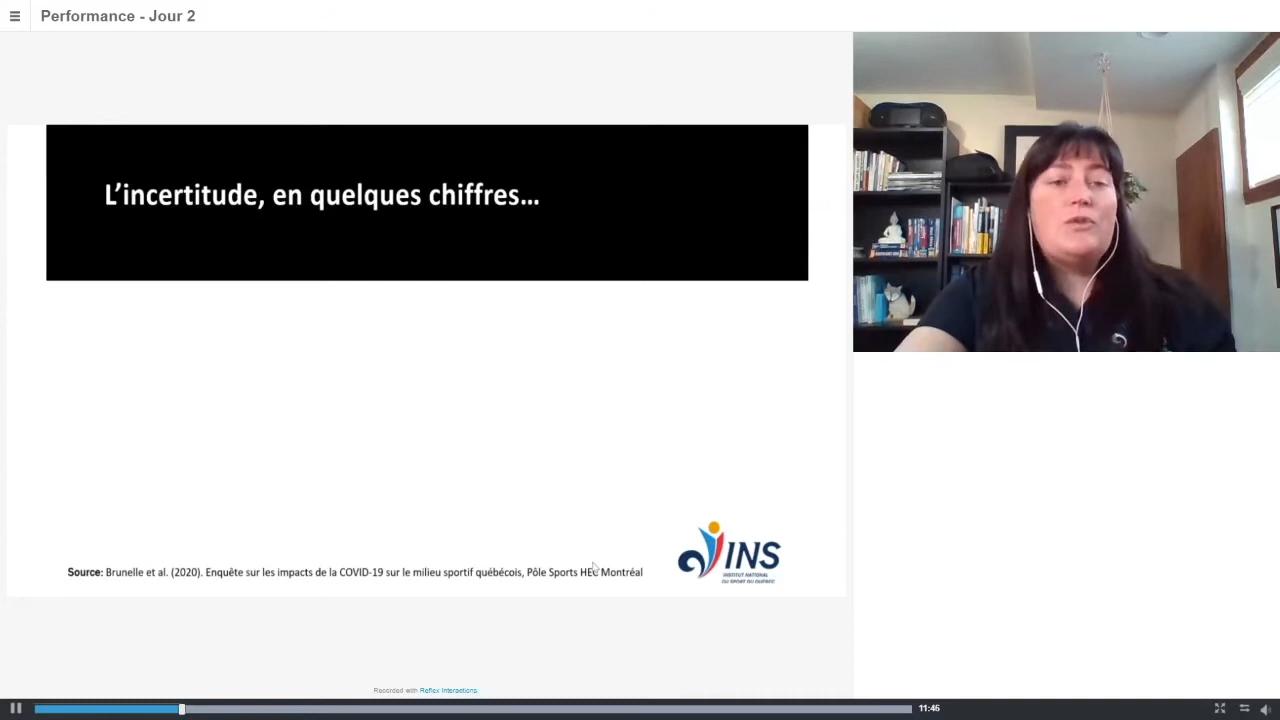 Performance - Jour 2
L'incertitude, en quelques chiffres...
Source: Brunelle et al. (2020). Enquête sur les impacts de la COVID-19 sur le milieu sportif québécois, Pôle Sports HEC Montréal
INS
INSTITUT NATIONAL
DU SPORT DU QUÉBEC
Recorded with Reflex Interactions
11:45